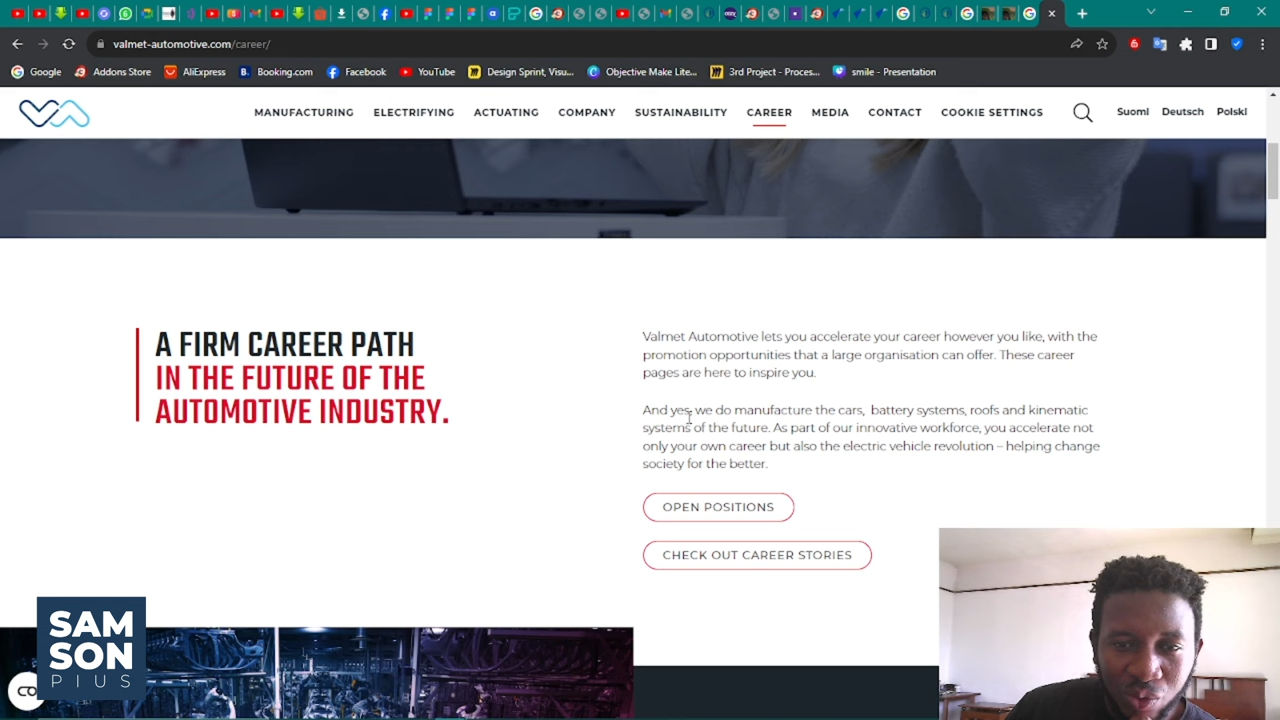 valmet-automotive.com/career/
Google Addons Store AliExpress Booking.com Facebook YouTube Design Sprint, Visu... Objective Make Lite... 3rd Project - Proces... smile - Presentation
MANUFACTURING ELECTRIFYING ACTUATING COMPANY SUSTAINABILITY CAREER MEDIA CONTACT COOKIE SETTINGS Suomi Deutsch Polski
A FIRM CAREER PATH
IN THE FUTURE OF THE
AUTOMOTIVE INDUSTRY.
Valmet Automotive lets you accelerate your career however you like, with the
promotion opportunities that a large organisation can offer. These career
pages are here to inspire you.
And yes, we do manufacture the cars, battery systems, roofs and kinematic
systems of the future. As part of our innovative workforce, you accelerate not
only your own career but also the electric vehicle revolution – helping change
society for the better.
OPEN POSITIONS
CHECK OUT CAREER STORIES
SAM
SON
PIUS